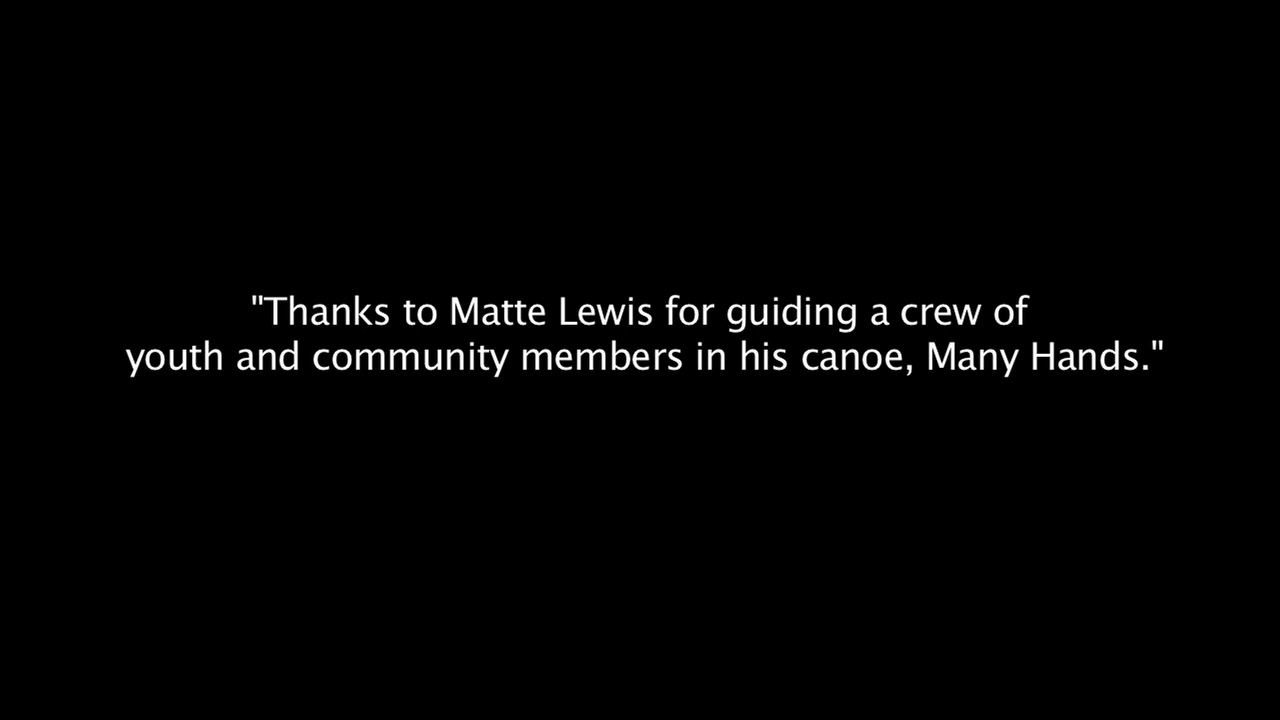 "Thanks to Matte Lewis for guiding a crew of
youth and community members in his canoe, Many Hands."